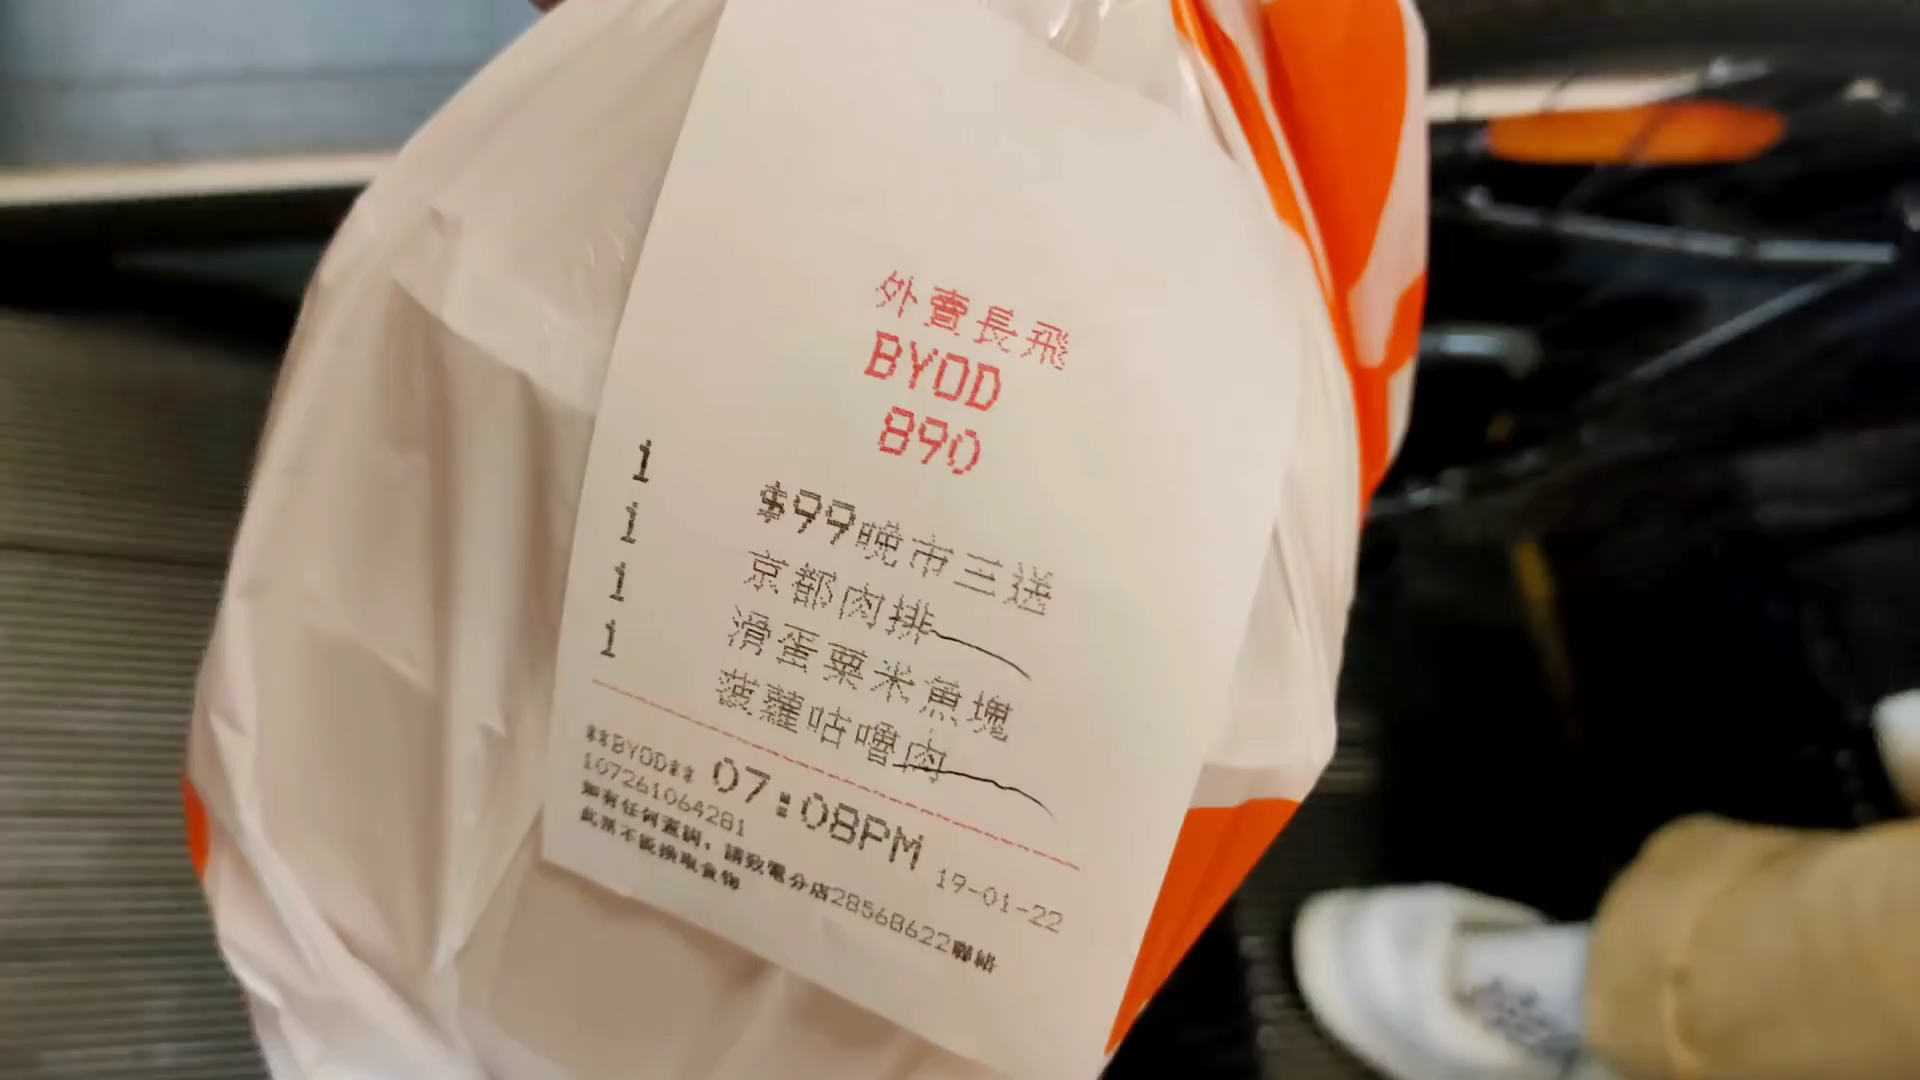 外賣長飛
BYOD
890
1 $99晚市三送
1 京都肉排
1 滑蛋粟米魚塊
1 菠蘿咕嚕肉
**BYOD** 07:08PM 19-01-22
107261064281
如有任何查詢，請致電分店28568622聯絡
此票不能換取食物